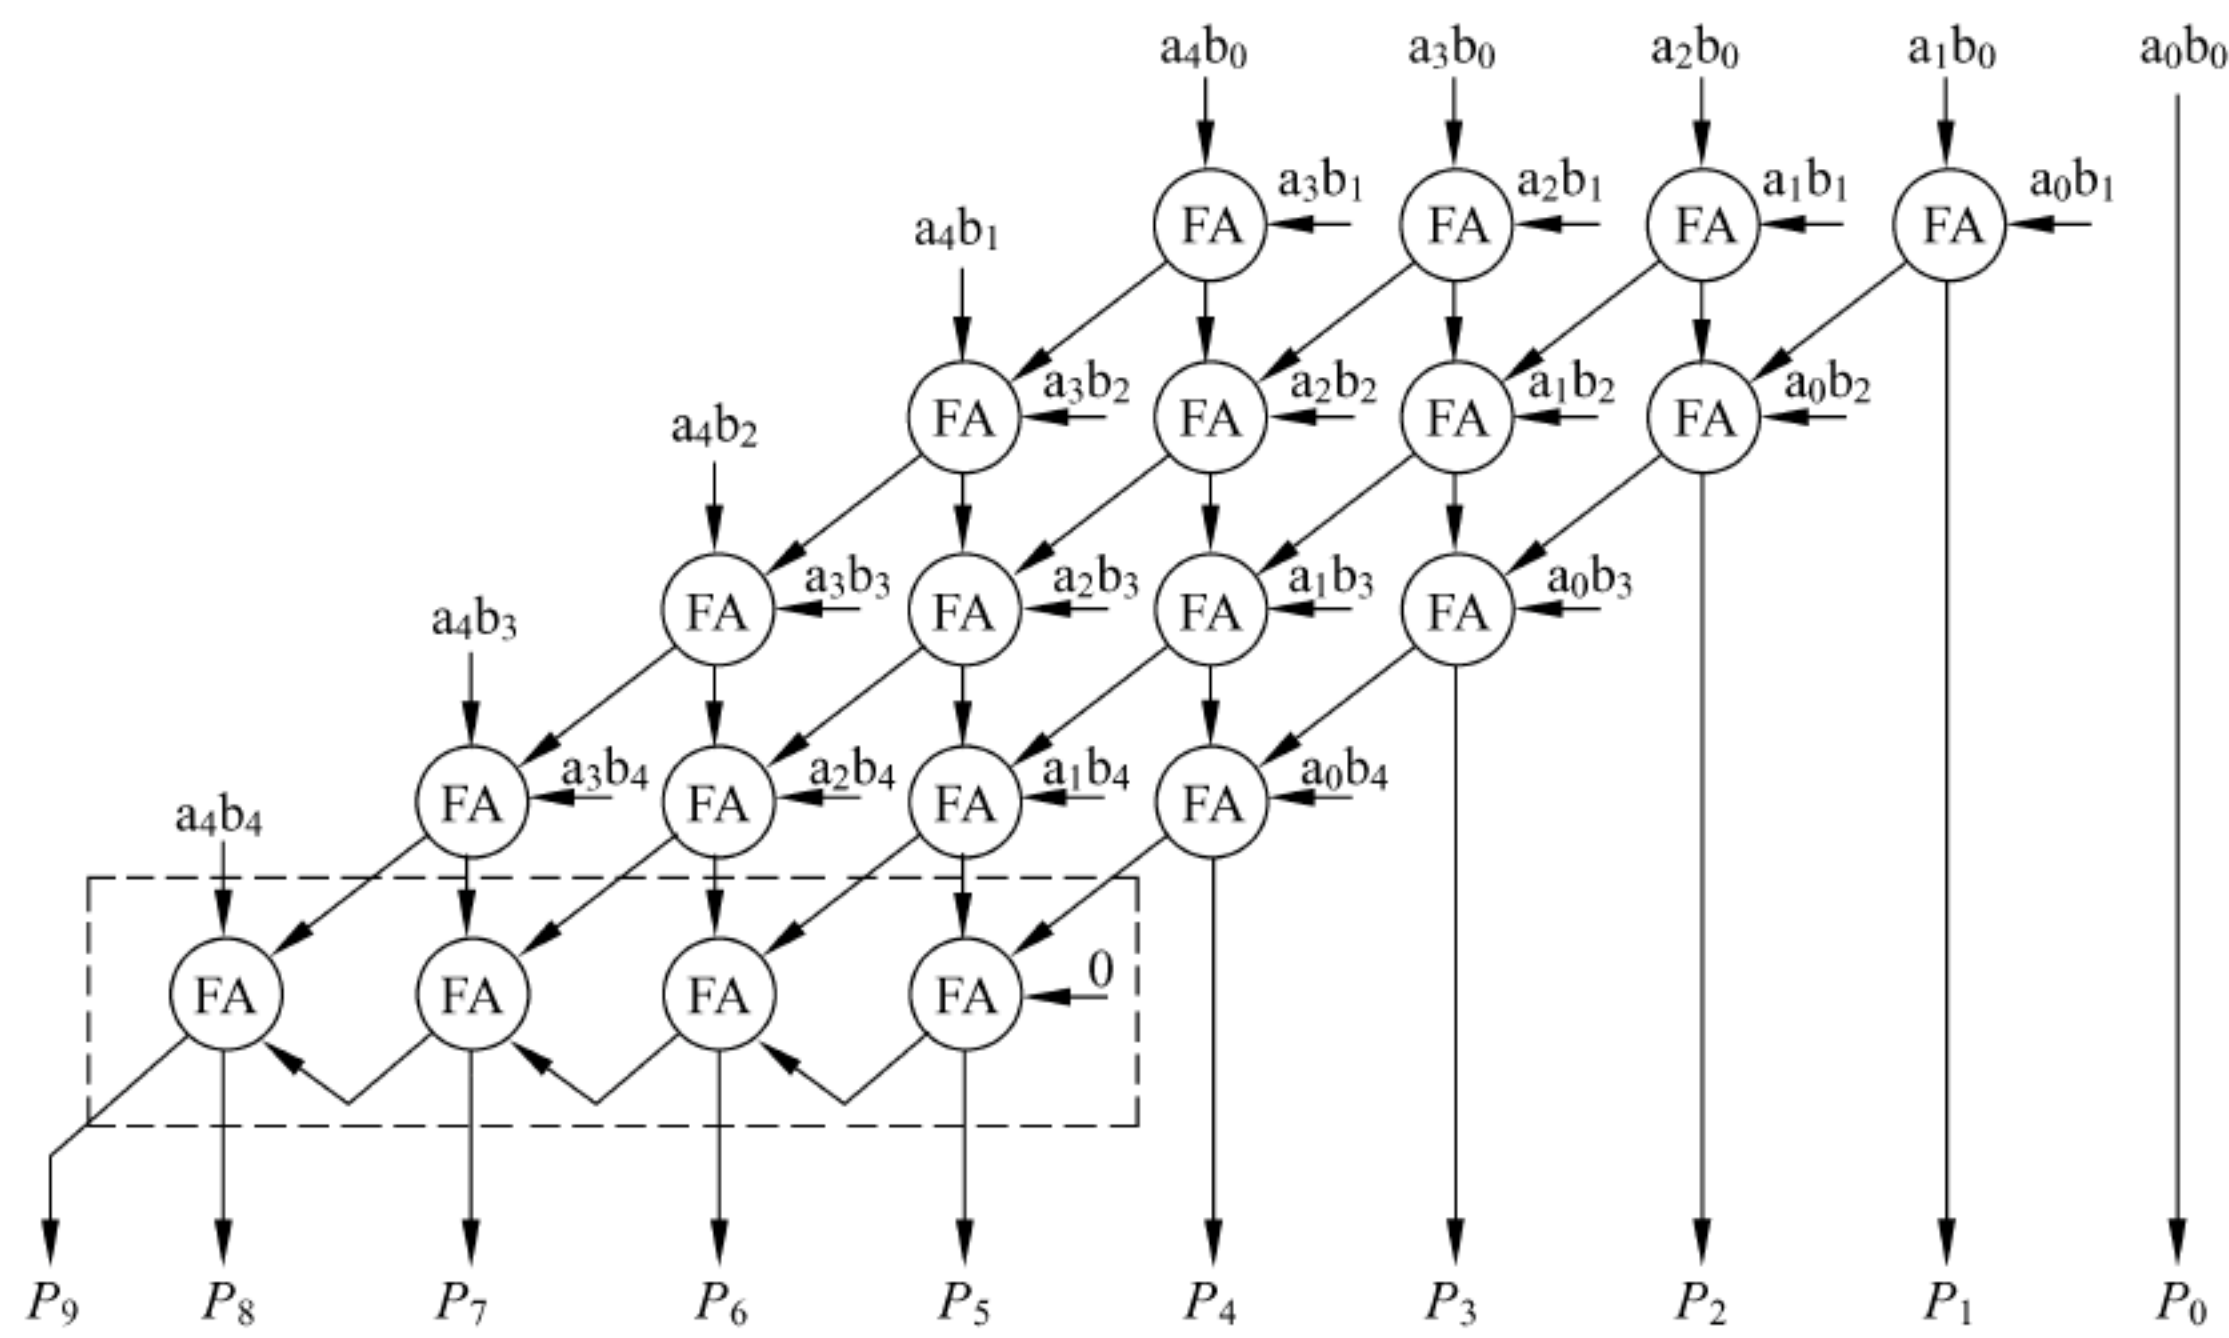 a₄b₀ a₃b₀ a₂b₀ a₁b₀ a₀b₀
a₃b₁ a₂b₁ a₁b₁ a₀b₁
FA FA FA FA
a₄b₁
a₃b₂ a₂b₂ a₁b₂ a₀b₂
FA FA FA FA
a₄b₂
a₃b₃ a₂b₃ a₁b₃ a₀b₃
FA FA FA FA
a₄b₃
a₃b₄ a₂b₄ a₁b₄ a₀b₄
FA FA FA FA
a₄b₄
0
FA FA FA FA
P₉ P₈ P₇ P₆ P₅ P₄ P₃ P₂ P₁ P₀